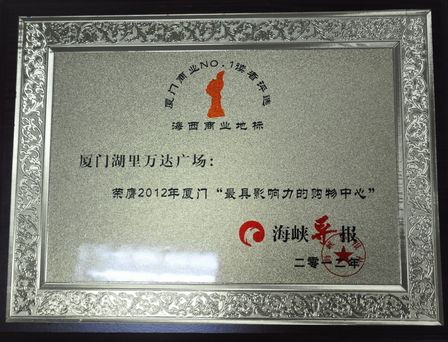 厦门商业NO.1读者评选
海西商业地标
厦门湖里万达广场：
荣膺2012年厦门“最具影响力的购物中心”
海峡导报
二零一二年